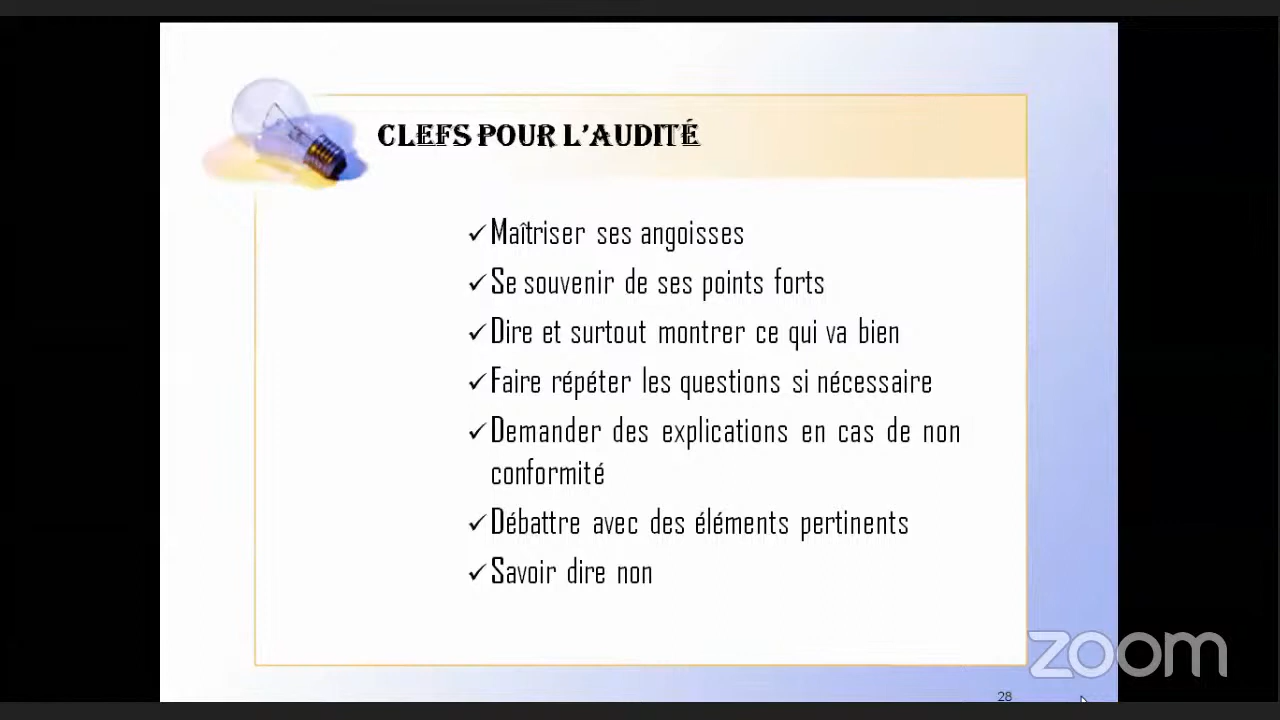 CLEFS POUR L'AUDITÉ
✓Maîtriser ses angoisses
✓Se souvenir de ses points forts
✓Dire et surtout montrer ce qui va bien
✓Faire répéter les questions si nécessaire
✓Demander des explications en cas de non
conformité
✓Débattre avec des éléments pertinents
✓Savoir dire non
zoom
28